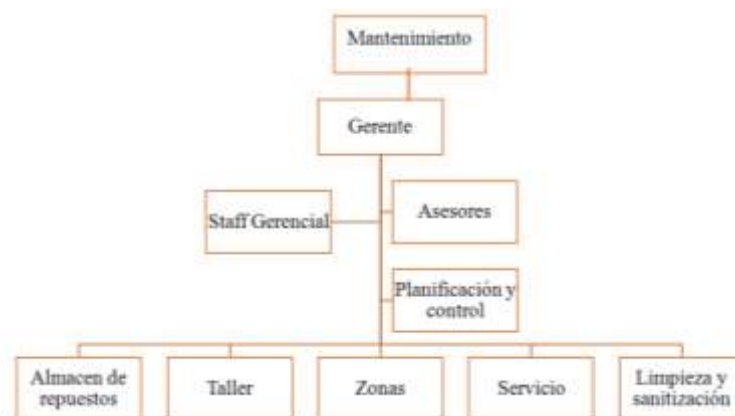 Mantenimiento
Gerente
Staff Gerencial
Asesores
Planificación y
control
Almacen de
repuestos
Taller
Zonas
Servicio
Limpieza y
sanitización